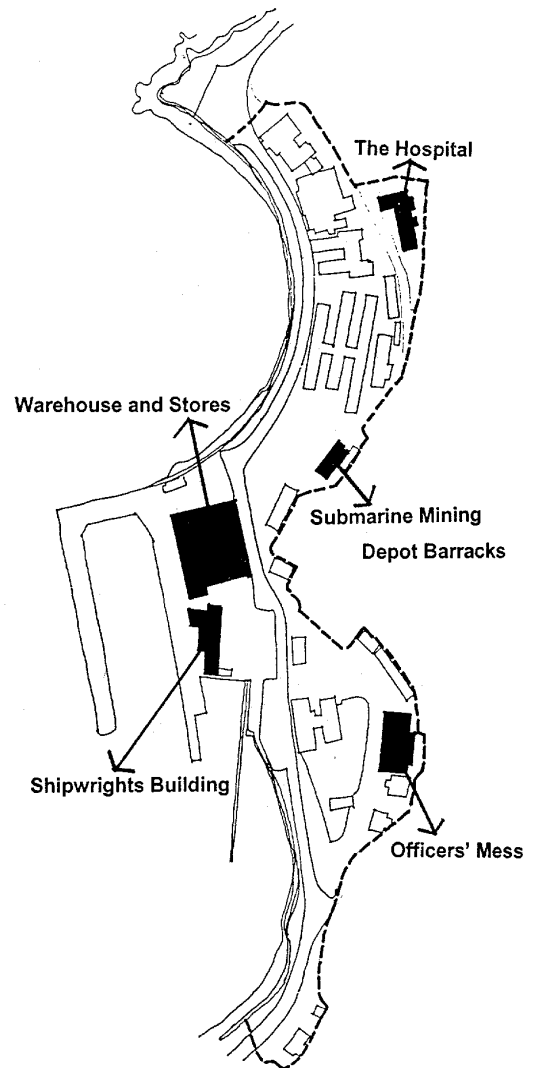 The Hospital
Warehouse and Stores
Submarine Mining
Depot Barracks
Shipwrights Building
Officers' Mess